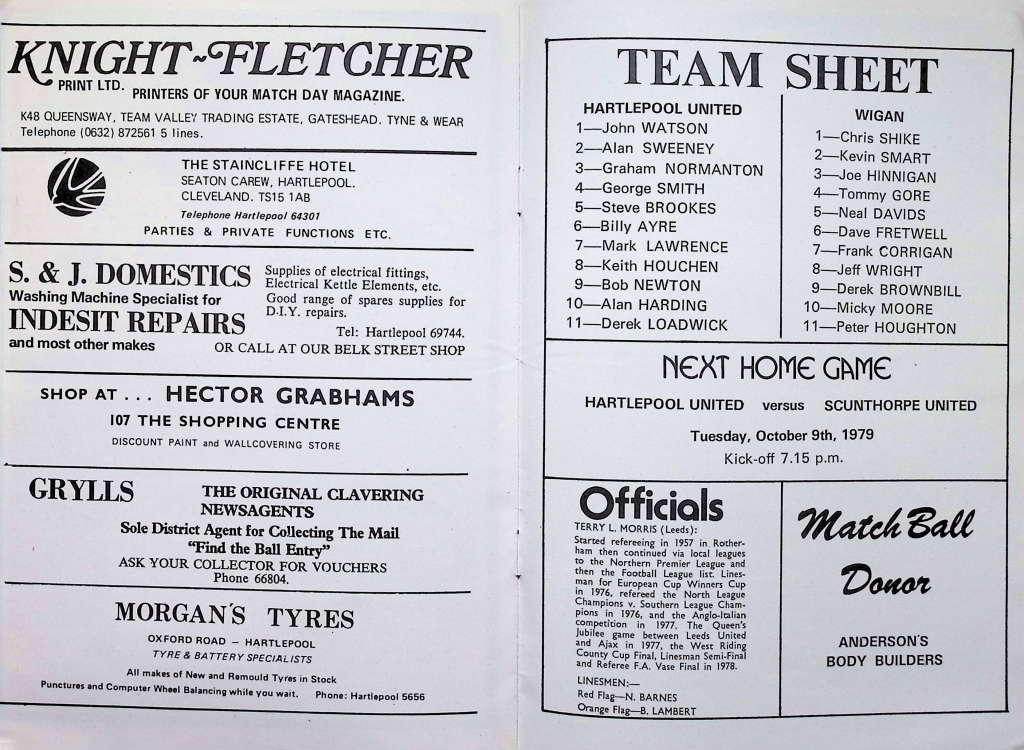 KNIGHT~FLETCHER
PRINT LTD. PRINTERS OF YOUR MATCH DAY MAGAZINE.
K48 QUEENSWAY, TEAM VALLEY TRADING ESTATE, GATESHEAD. TYNE & WEAR
Telephone (0632) 872561 5 lines.
THE STAINCLIFFE HOTEL
SEATON CAREW, HARTLEPOOL.
CLEVELAND. TS15 1AB
Telephone Hartlepool 64301
PARTIES & PRIVATE FUNCTIONS ETC.
S. & J. DOMESTICS
Washing Machine Specialist for
INDESIT REPAIRS
and most other makes
Supplies of electrical fittings,
Electrical Kettle Elements, etc.
Good range of spares supplies for
D.I.Y. repairs.
Tel: Hartlepool 69744.
OR CALL AT OUR BELK STREET SHOP
SHOP AT . . . HECTOR GRABHAMS
107 THE SHOPPING CENTRE
DISCOUNT PAINT and WALLCOVERING STORE
GRYLLS THE ORIGINAL CLAVERING
NEWSAGENTS
Sole District Agent for Collecting The Mail
"Find the Ball Entry"
ASK YOUR COLLECTOR FOR VOUCHERS
Phone 66804.
MORGAN'S TYRES
OXFORD ROAD — HARTLEPOOL
TYRE & BATTERY SPECIALISTS
All makes of New and Remould Tyres in Stock
Punctures and Computer Wheel Balancing while you wait. Phone: Hartlepool 5656
TEAM SHEET
HARTLEPOOL UNITED
1—John WATSON
2—Alan SWEENEY
3—Graham NORMANTON
4—George SMITH
5—Steve BROOKES
6—Billy AYRE
7—Mark LAWRENCE
8—Keith HOUCHEN
9—Bob NEWTON
10—Alan HARDING
11—Derek LOADWICK
WIGAN
1—Chris SHIKE
2—Kevin SMART
3—Joe HINNIGAN
4—Tommy GORE
5—Neal DAVIDS
6—Dave FRETWELL
7—Frank CORRIGAN
8—Jeff WRIGHT
9—Derek BROWNBILL
10—Micky MOORE
11—Peter HOUGHTON
NEXT HOME GAME
HARTLEPOOL UNITED versus SCUNTHORPE UNITED
Tuesday, October 9th, 1979
Kick-off 7.15 p.m.
Officials
TERRY L. MORRIS (Leeds):
Started refereeing in 1957 in Rother-
ham then continued via local leagues
to the Northern Premier League and
then the Football League list. Lines-
man for European Cup Winners Cup
in 1976, refereed the North League
Champions v. Southern League Cham-
pions in 1976, and the Anglo-Italian
competition in 1977. The Queen's
Jubilee game between Leeds United
and Ajax in 1977, the West Riding
County Cup Final, Linesman Semi-Final
and Referee F.A. Vase Final in 1978.
LINESMEN:—
Red Flag—N. BARNES
Orange Flag—B. LAMBERT
Match Ball
Donor
ANDERSON'S
BODY BUILDERS